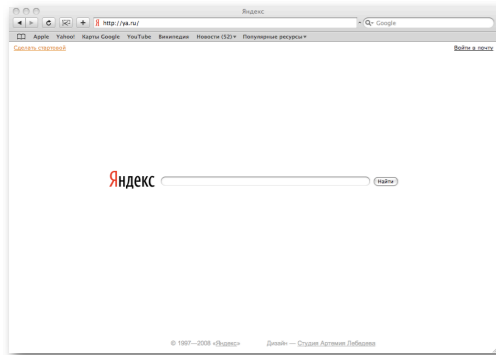 Яндекс
http://ya.ru/
Google
Apple Yahoo! Карты Google YouTube Википедия Новости (52) Популярные ресурсы
Сделать стартовой
Войти в почту
Яндекс
Найти
© 1997—2008 «Яндекс» Дизайн — Студия Артемия Лебедева